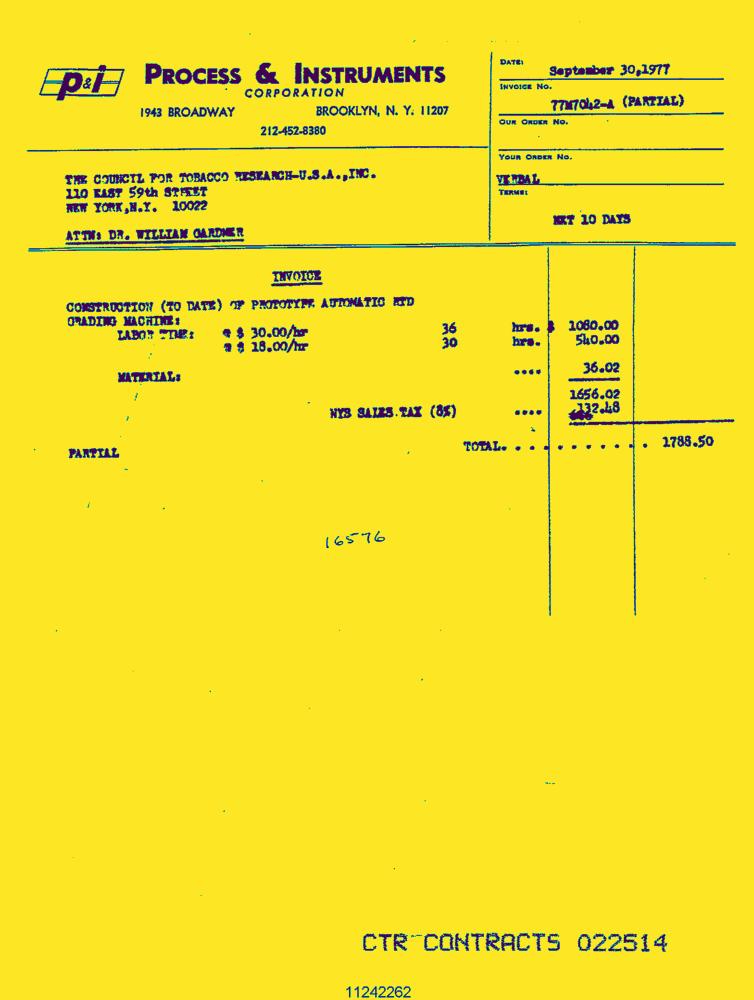 p&i PROCESS & INSTRUMENTS
CORPORATION
1943 BROADWAY BROOKLYN, N. Y. 11207
212-452-8380
DATE: September 30,1977
INVOICE No. 77M7042-A (PARTIAL)
OUR ORDER No.
YOUR ORDER No. VERBAL
TERMS: NET 10 DAYS
THE COUNCIL FOR TOBACCO RESEARCH-U.S.A.,INC.
110 EAST 59th STREET
NEW YORK,N.Y. 10022
ATTN: DR. WILLIAM GARDNER
INVOICE
CONSTRUCTION (TO DATE) OF PROTOTYPE AUTOMATIC RTD
GRADING MACHINE:
LABOR TIME: @ $ 30.00/hr 36 hrs. $ 1080.00
@ $ 18.00/hr 30 hrs. 540.00
MATERIAL: .... 36.02
1656.02
NYS SALES.TAX (8%) .... 132.48
PARTIAL TOTAL. . . . . . . . . . 1788.50
16576
CTR CONTRACTS 022514
11242262